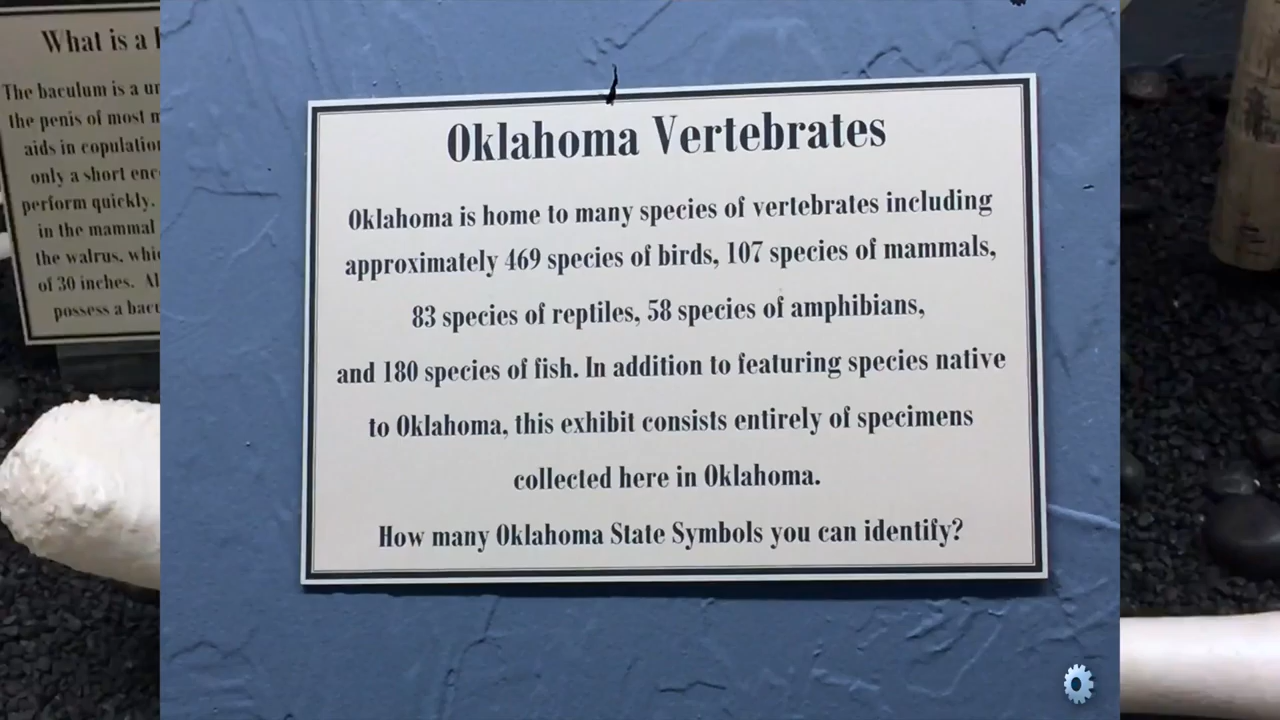 What is a
The baculum is a
the penis of most
aids in copulation
only a short
perform quickly.
in the mammal
the walrus,
of 30 inches.
possess a
Oklahoma Vertebrates
Oklahoma is home to many species of vertebrates including
approximately 469 species of birds, 107 species of mammals,
83 species of reptiles, 58 species of amphibians,
and 180 species of fish. In addition to featuring species native
to Oklahoma, this exhibit consists entirely of specimens
collected here in Oklahoma.
How many Oklahoma State Symbols you can identify?